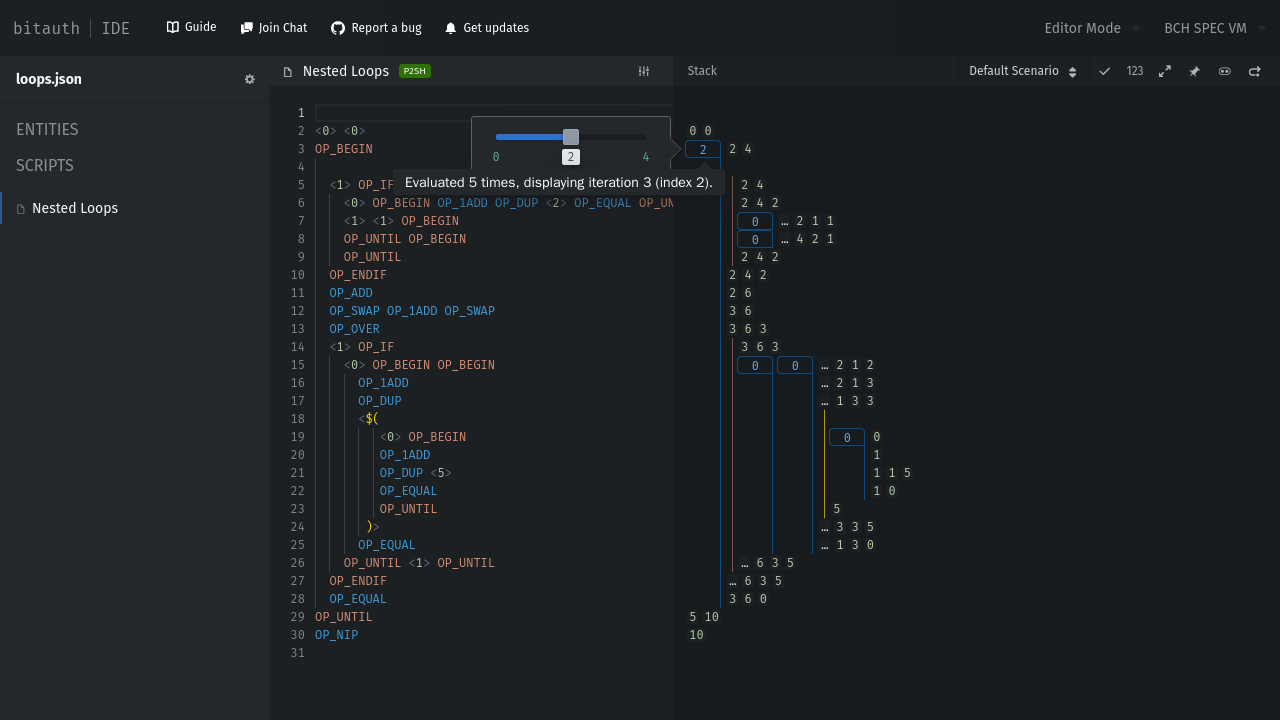 bitauth IDE Guide Join Chat Report a bug Get updates Editor Mode BCH SPEC VM
loops.json Nested Loops P2SH Stack Default Scenario 123
ENTITIES
SCRIPTS
Nested Loops
1
2 <0> <0> 0 0
3 OP_BEGIN 2 2 4
0 2 4
4
Evaluated 5 times, displaying iteration 3 (index 2).
5 <1> OP_IF 2 4
6 <0> OP_BEGIN OP_1ADD OP_DUP <2> OP_EQUAL OP_UN 2 4 2
7 <1> <1> OP_BEGIN 0 … 2 1 1
8 OP_UNTIL OP_BEGIN 0 … 4 2 1
9 OP_UNTIL 2 4 2
10 OP_ENDIF 2 4 2
11 OP_ADD 2 6
12 OP_SWAP OP_1ADD OP_SWAP 3 6
13 OP_OVER 3 6 3
14 <1> OP_IF 3 6 3
15 <0> OP_BEGIN OP_BEGIN 0 0 … 2 1 2
16 OP_1ADD … 2 1 3
17 OP_DUP … 1 3 3
18 <$(
19 <0> OP_BEGIN 0 0
20 OP_1ADD 1
21 OP_DUP <5> 1 1 5
22 OP_EQUAL 1 0
23 OP_UNTIL 5
24 )> … 3 3 5
25 OP_EQUAL … 1 3 0
26 OP_UNTIL <1> OP_UNTIL … 6 3 5
27 OP_ENDIF … 6 3 5
28 OP_EQUAL 3 6 0
29 OP_UNTIL 5 10
30 OP_NIP 10
31